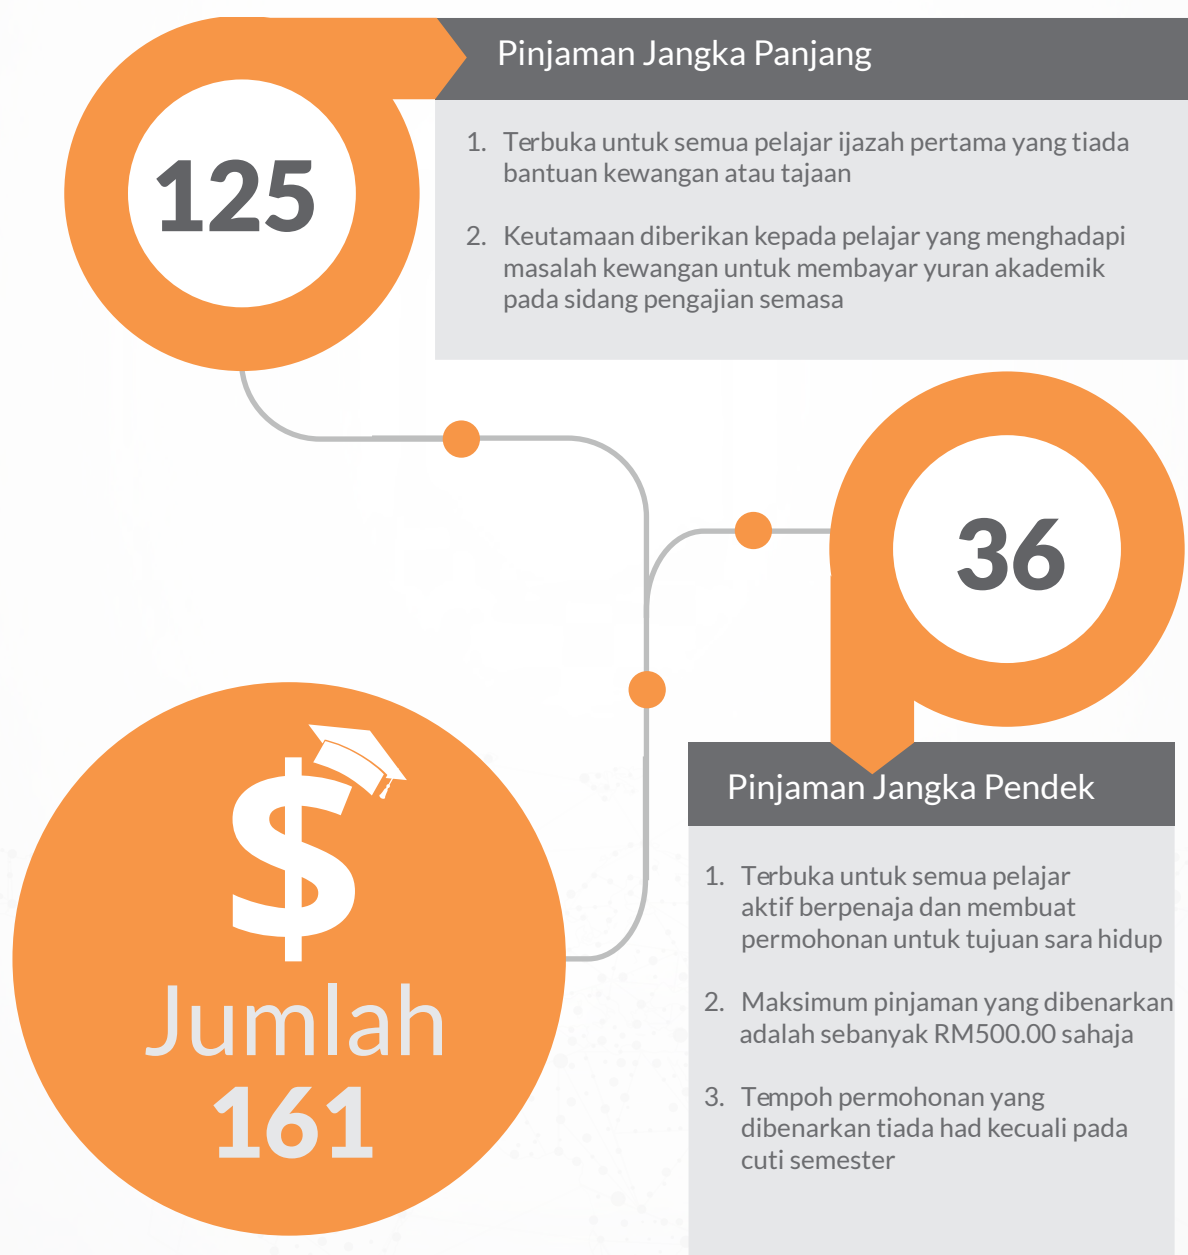 Pinjaman Jangka Panjang
125
1. Terbuka untuk semua pelajar ijazah pertama yang tiada
bantuan kewangan atau tajaan
2. Keutamaan diberikan kepada pelajar yang menghadapi
masalah kewangan untuk membayar yuran akademik
pada sidang pengajian semasa
36
Pinjaman Jangka Pendek
1. Terbuka untuk semua pelajar
aktif berpenaja dan membuat
permohonan untuk tujuan sara hidup
2. Maksimum pinjaman yang dibenarkan
adalah sebanyak RM500.00 sahaja
3. Tempoh permohonan yang
dibenarkan tiada had kecuali pada
cuti semester
$
Jumlah
161